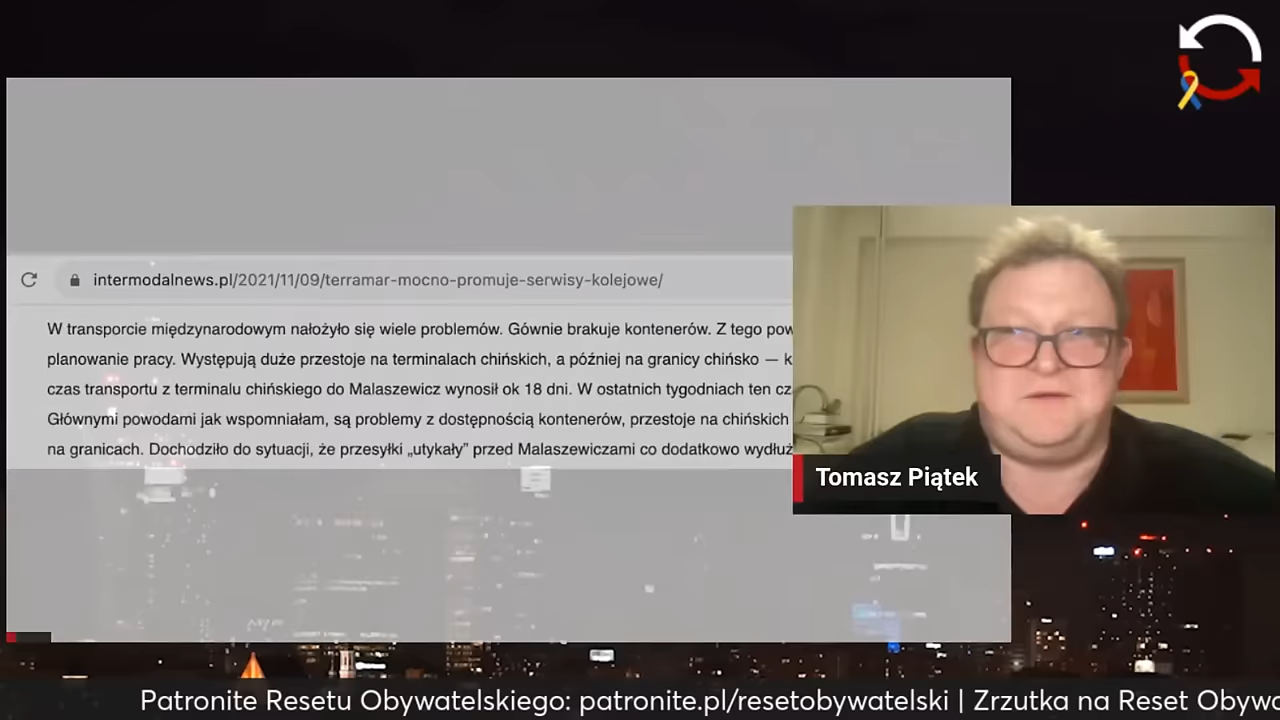 intermodalnews.pl/2021/11/09/terramar-mocno-promuje-serwisy-kolejowe/
W transporcie międzynarodowym nałożyło się wiele problemów. Gównie brakuje kontenerów. Z tego
planowanie pracy. Występują duże przestoje na terminalach chińskich, a później na granicy chińsko —
czas transportu z terminalu chińskiego do Malaszewicz wynosił ok 18 dni. W ostatnich tygodniach ten
Głównymi powodami jak wspomniałam, są problemy z dostępnością kontenerów, przestoje na chińskich
na granicach. Dochodziło do sytuacji, że przesyłki „utykały” przed Malaszewiczami co dodatkowo
Tomasz Piątek
Patronite Resetu Obywatelskiego: patronite.pl/resetobywatelski | Zrzutka na Reset